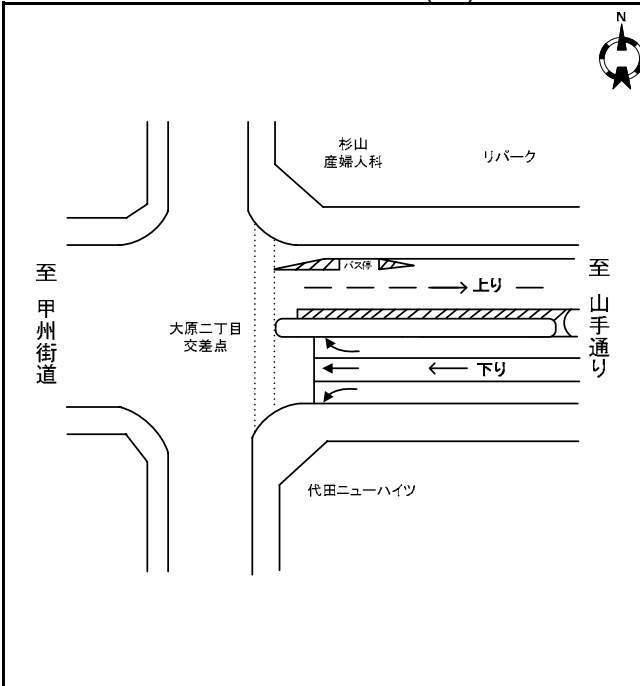 N
杉山
産婦人科
リパーク
バス停
至 甲州街道
上り
至 山手通り
大原二丁目
交差点
下り
代田ニューハイツ